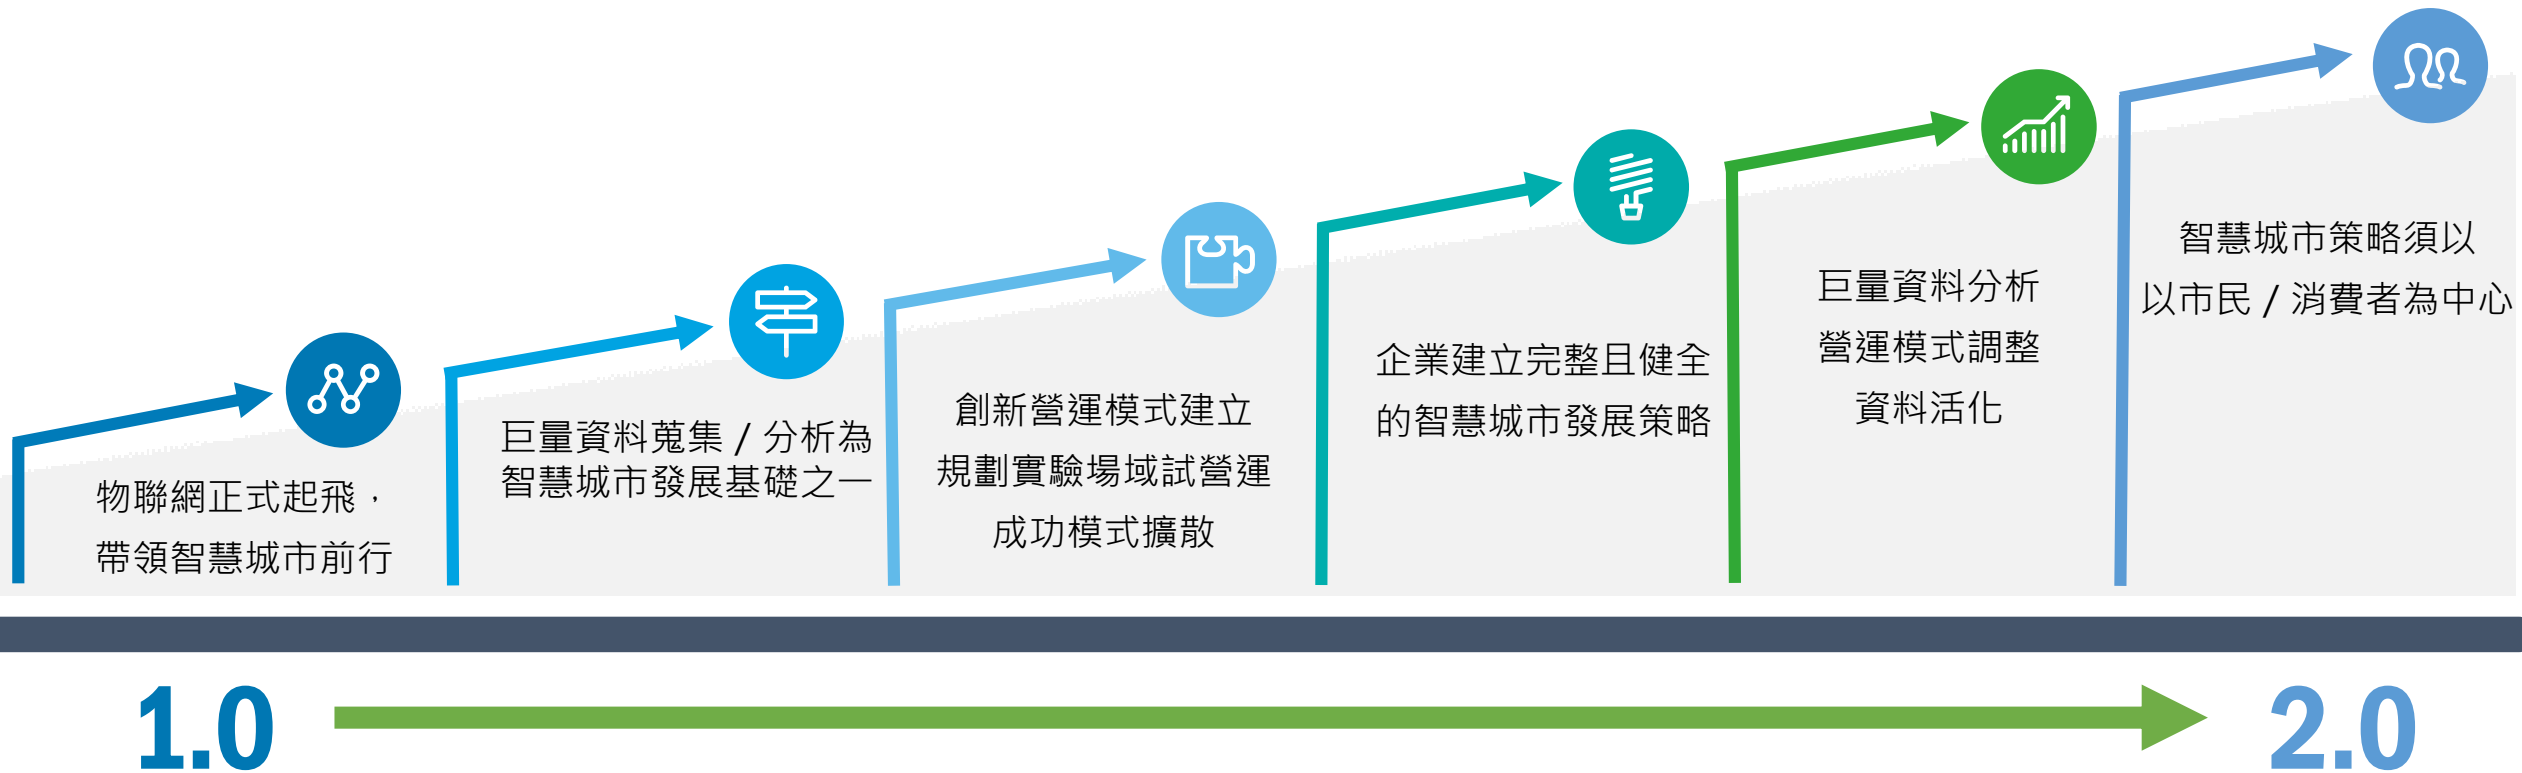 物聯網正式起飛，
帶領智慧城市前行
巨量資料蒐集 / 分析為
智慧城市發展基礎之一
創新營運模式建立
規劃實驗場域試營運
成功模式擴散
企業建立完整且健全
的智慧城市發展策略
巨量資料分析
營運模式調整
資料活化
智慧城市策略須以
以市民 / 消費者為中心
1.0
2.0